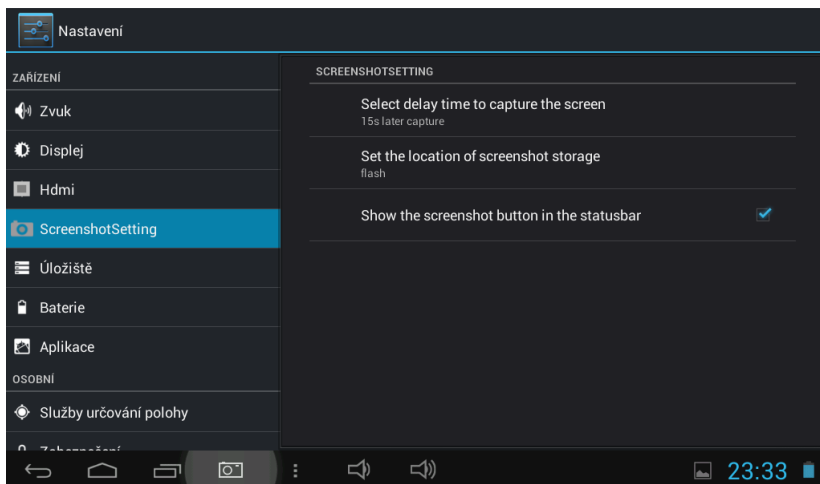 Nastavení
ZAŘÍZENÍ
Zvuk
Displej
Hdmi
ScreenshotSetting
Úložiště
Baterie
Aplikace
OSOBNÍ
Služby určování polohy
SCREENSHOTSETTING
Select delay time to capture the screen
15s later capture
Set the location of screenshot storage
flash
Show the screenshot button in the statusbar
23:33